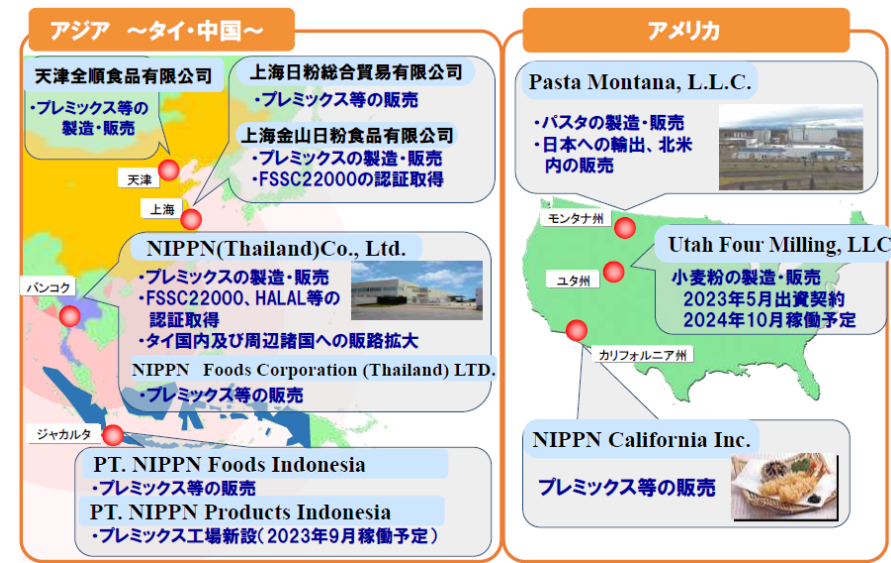 アジア ～タイ・中国～
天津全順食品有限公司
・プレミックス等の
製造・販売
上海日粉総合貿易有限公司
・プレミックス等の販売
上海金山日粉食品有限公司
・プレミックスの製造・販売
・FSSC22000の認証取得
天津
上海
NIPPN(Thailand)Co., Ltd.
・プレミックスの製造・販売
・FSSC22000、HALAL等の
認証取得
・タイ国内及び周辺諸国への販路拡大
NIPPN Foods Corporation (Thailand) LTD.
・プレミックス等の販売
バンコク
ジャカルタ
PT. NIPPN Foods Indonesia
・プレミックス等の販売
PT. NIPPN Products Indonesia
・プレミックス工場新設（2023年9月稼働予定）
アメリカ
Pasta Montana, L.L.C.
・パスタの製造・販売
・日本への輸出、北米
内の販売
モンタナ州
Utah Four Milling, LLC
小麦粉の製造・販売
2023年5月出資契約
2024年10月稼働予定
ユタ州
カリフォルニア州
NIPPN California Inc.
プレミックス等の販売